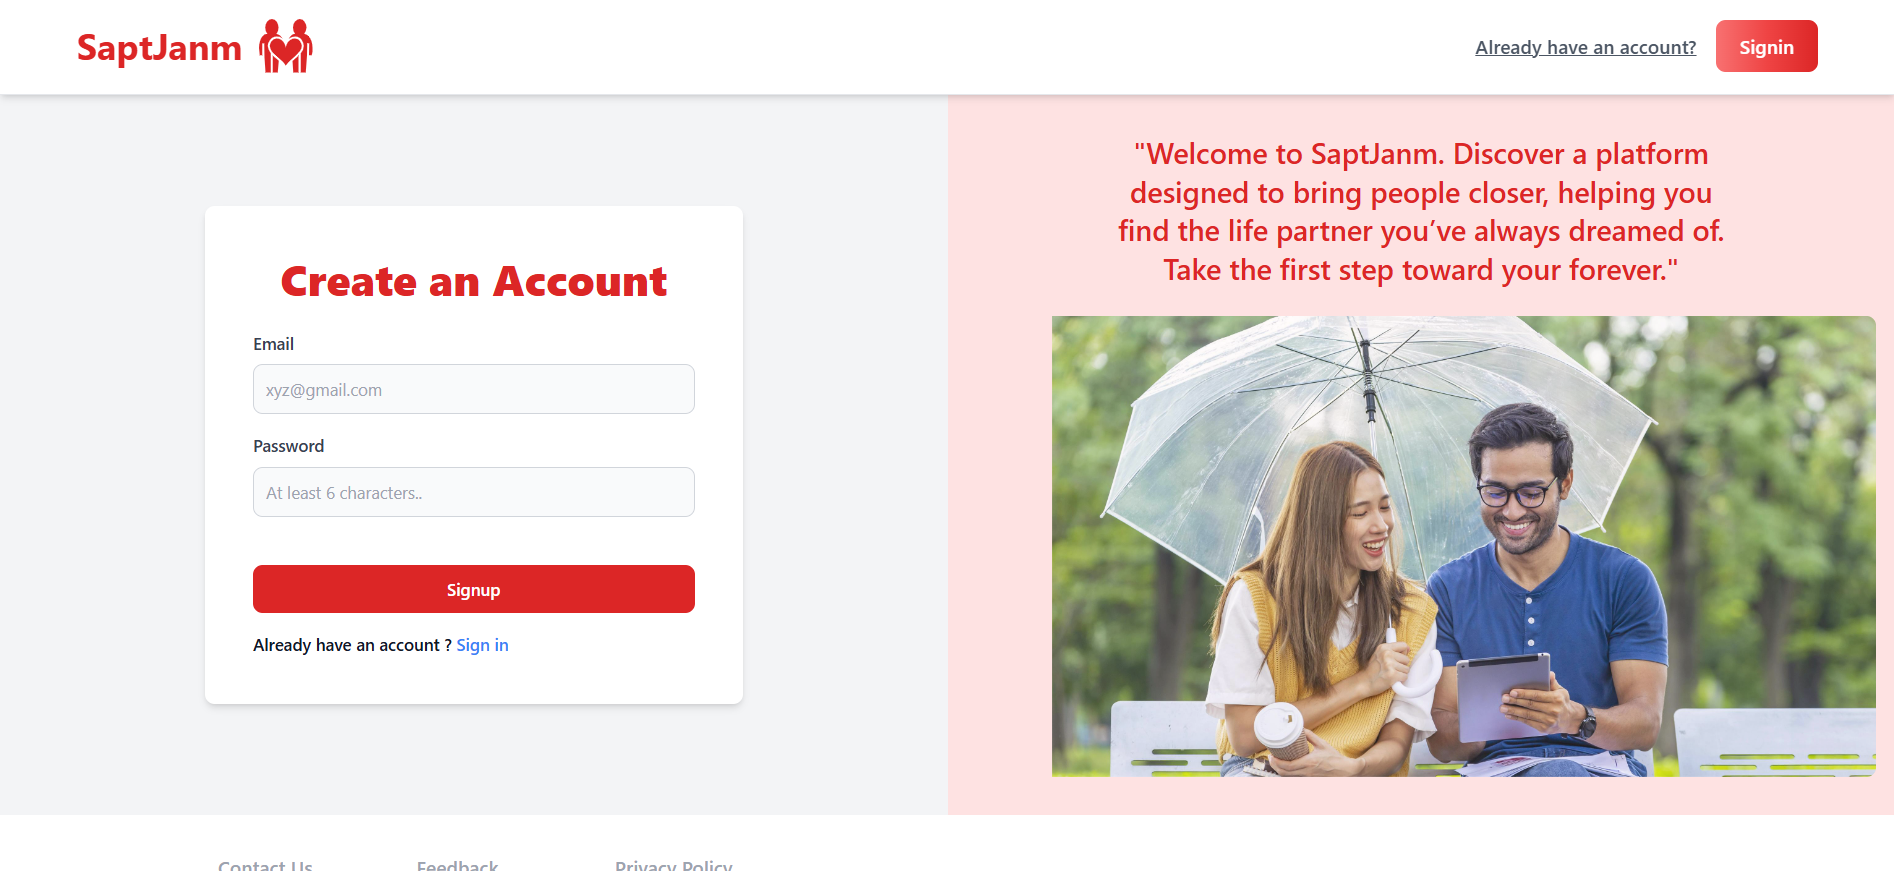 SaptJanm
Already have an account?
Signin
Create an Account
Email
xyz@gmail.com
Password
At least 6 characters..
Signup
Already have an account ? Sign in
"Welcome to SaptJanm. Discover a platform
designed to bring people closer, helping you
find the life partner you’ve always dreamed of.
Take the first step toward your forever."
Contact Us
Feedback
Privacy Policy